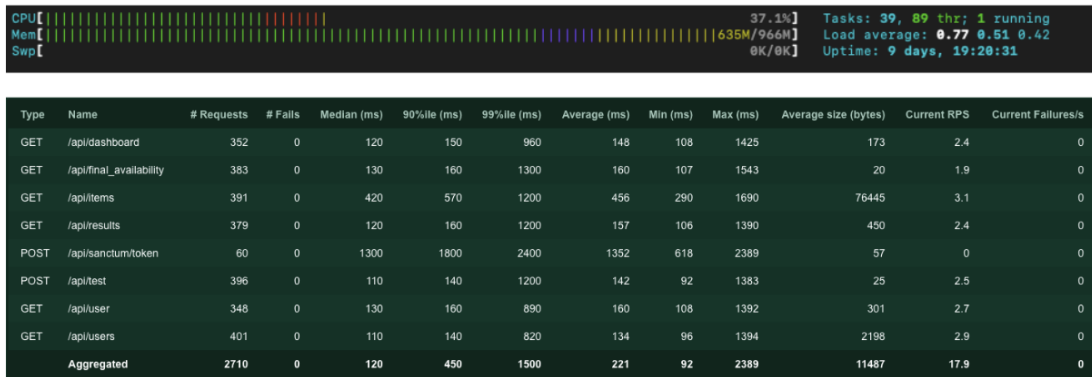 CPU[ 37.1%] Tasks: 39, 89 thr; 1 running
Mem[ 635M/966M] Load average: 0.77 0.51 0.42
Swp[ 0K/0K] Uptime: 9 days, 19:20:31
Type Name # Requests # Fails Median (ms) 90%ile (ms) 99%ile (ms) Average (ms) Min (ms) Max (ms) Average size (bytes) Current RPS Current Failures/s
GET /api/dashboard 352 0 120 150 960 148 108 1425 173 2.4 0
GET /api/final_availability 383 0 130 160 1300 160 107 1543 20 1.9 0
GET /api/items 391 0 420 570 1200 456 290 1690 76445 3.1 0
GET /api/results 379 0 120 160 1200 157 106 1390 450 2.4 0
POST /api/sanctum/token 60 0 1300 1800 2400 1352 618 2389 57 0 0
POST /api/test 396 0 110 140 1200 142 92 1383 25 2.5 0
GET /api/user 348 0 130 160 890 160 108 1392 301 2.7 0
GET /api/users 401 0 110 140 820 134 96 1394 2198 2.9 0
Aggregated 2710 0 120 450 1500 221 92 2389 11487 17.9 0